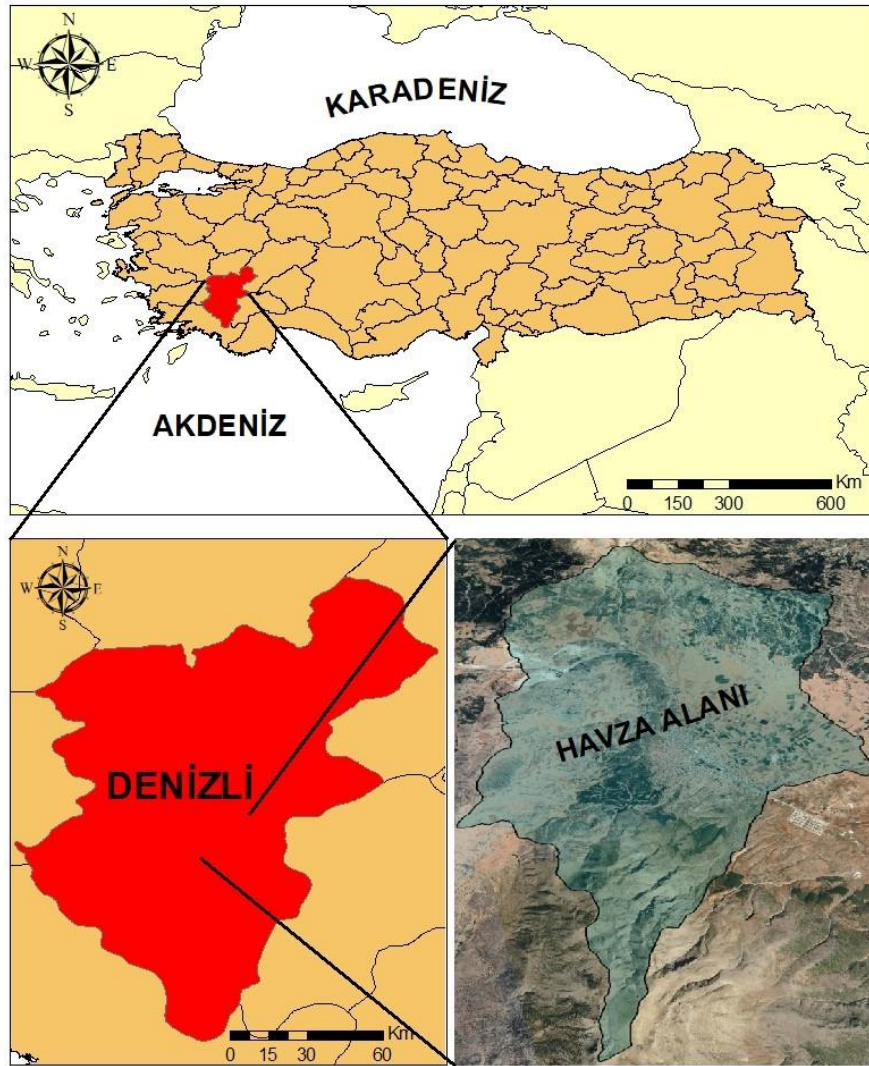 N
W E
S
KARADENİZ
AKDENİZ
Km
0 150 300 600
N
W E
S
DENİZLİ
Km
0 15 30 60
HAVZA ALANI